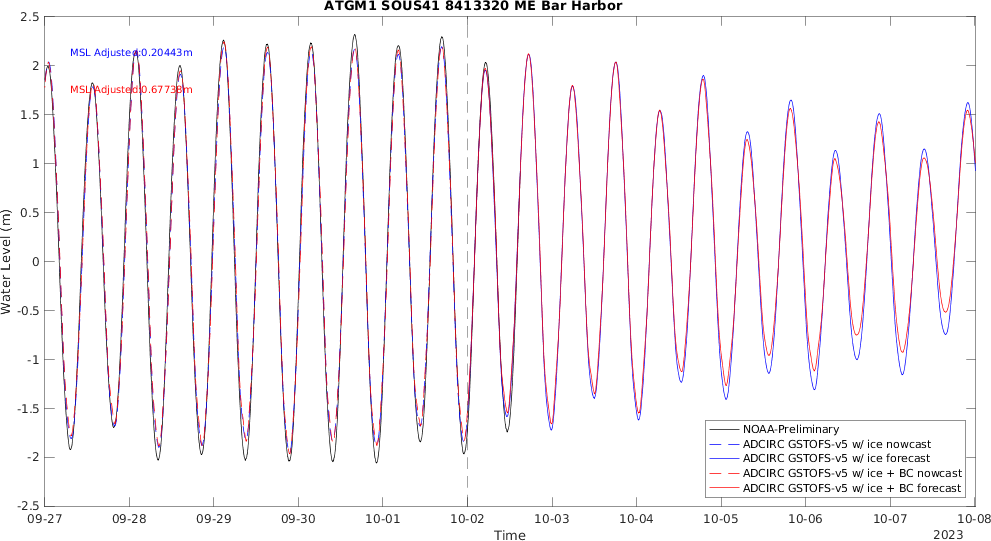 ATGM1 SOUS41 8413320 ME Bar Harbor
2.5
2
1.5
1
0.5
0
-0.5
-1
-1.5
-2
-2.5
Water Level (m)
MSL Adjusted:0.20443m
MSL Adjusted:0.67738m
NOAA-Preliminary
ADCIRC GSTOFS-v5 w/ ice nowcast
ADCIRC GSTOFS-v5 w/ ice forecast
ADCIRC GSTOFS-v5 w/ ice + BC nowcast
ADCIRC GSTOFS-v5 w/ ice + BC forecast
09-27 09-28 09-29 09-30 10-01 10-02 10-03 10-04 10-05 10-06 10-07 10-08
Time
2023